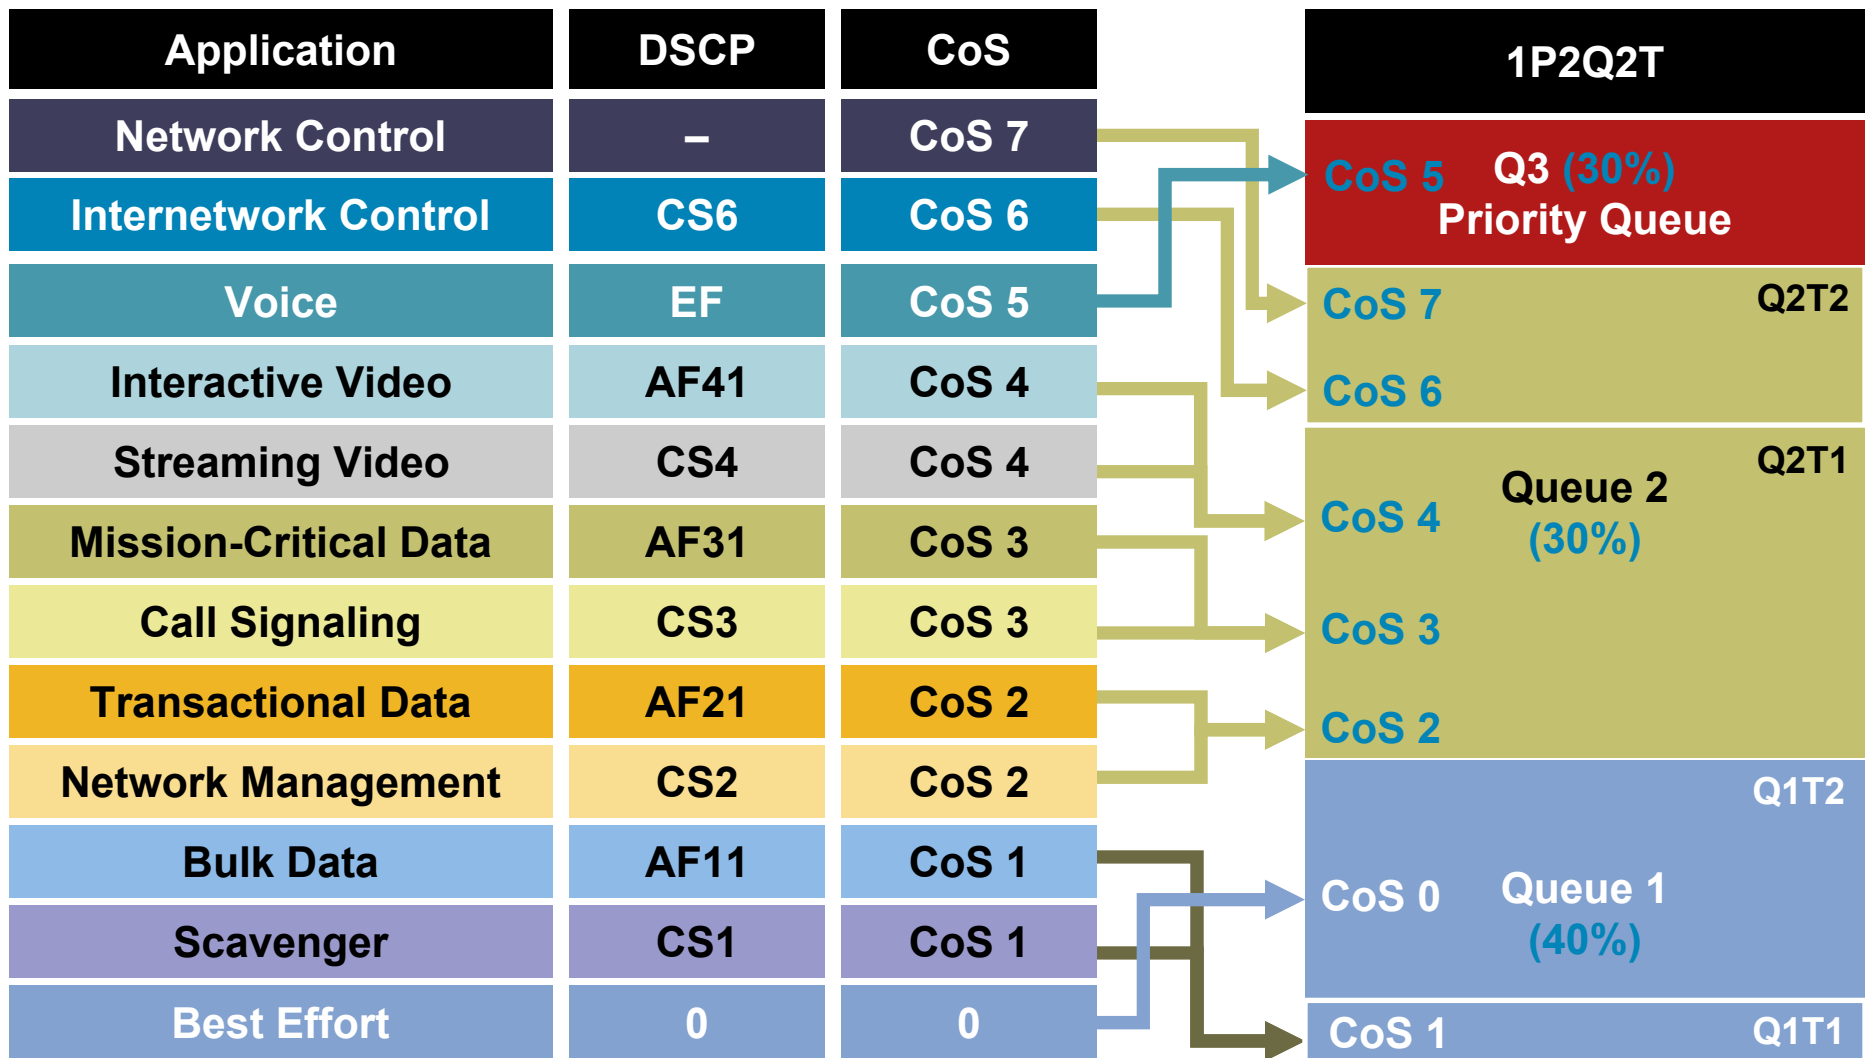 Application DSCP CoS
Network Control – CoS 7
Internetwork Control CS6 CoS 6
Voice EF CoS 5
Interactive Video AF41 CoS 4
Streaming Video CS4 CoS 4
Mission-Critical Data AF31 CoS 3
Call Signaling CS3 CoS 3
Transactional Data AF21 CoS 2
Network Management CS2 CoS 2
Bulk Data AF11 CoS 1
Scavenger CS1 CoS 1
Best Effort 0 0
1P2Q2T
CoS 5 Q3 (30%)
Priority Queue
CoS 7 Q2T2
CoS 6
Q2T1
Queue 2
CoS 4
(30%)
CoS 3
CoS 2
Q1T2
CoS 0 Queue 1
(40%)
CoS 1 Q1T1